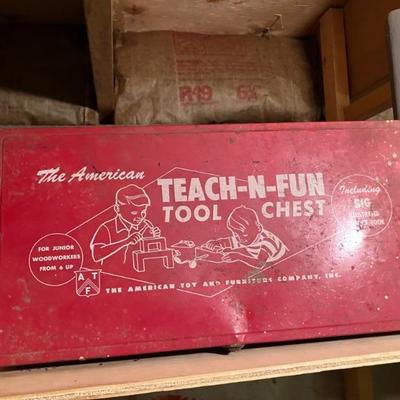 R-19 6¼
The American
TEACH-N-FUN
TOOL CHEST
Including
BIG
ILLUSTRATED
FOR JUNIOR
WOODWORKERS
FROM 6 UP
A T
F
THE AMERICAN TOY AND FURNITURE COMPANY, INC.